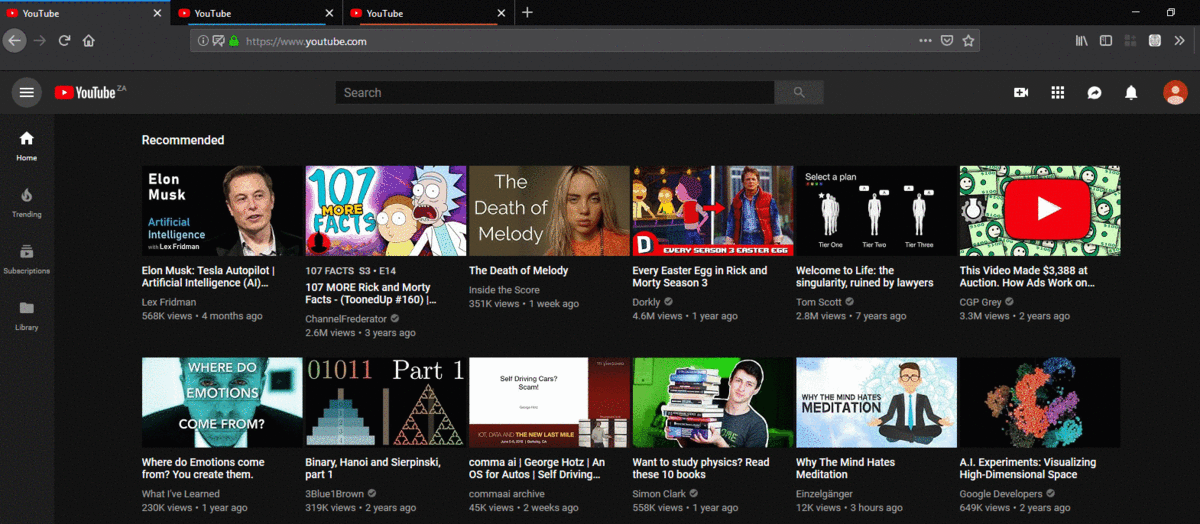 YouTube YouTube YouTube
https://www.youtube.com
YouTube ZA
Search
Home
Trending
Subscriptions
Library
Recommended
Elon
Musk
Artificial
Intelligence
with Lex Fridman
Elon Musk: Tesla Autopilot |
Artificial Intelligence (AI)...
Lex Fridman
568K views • 4 months ago
107
MORE
FACTS
107 FACTS S3 • E14
107 MORE Rick and Morty
Facts - (ToonedUp #160) |...
ChannelFrederator
2.6M views • 3 years ago
The
Death of
Melody
The Death of Melody
Inside the Score
351K views • 1 week ago
D
EVERY SEASON 3 EASTER EGG
Every Easter Egg in Rick and
Morty Season 3
Dorkly
4.6M views • 1 year ago
Select a plan
Tier One Tier Two Tier Three
Welcome to Life: the
singularity, ruined by lawyers
Tom Scott
2.8M views • 7 years ago
This Video Made $3,388 at
Auction. How Ads Work on...
CGP Grey
3.3M views • 2 years ago
WHERE DO
EMOTIONS
COME FROM?
Where do Emotions come
from? You create them.
What I've Learned
230K views • 1 year ago
01011 Part 1
Binary, Hanoi and Sierpinski,
part 1
3Blue1Brown
319K views • 2 years ago
Self Driving Cars?
Scam!
George Hotz
IOT, DATA AND THE NEW LAST MILE
comma ai | George Hotz | An
OS for Autos | Self Driving...
commaai archive
45K views • 2 weeks ago
Want to study physics? Read
these 10 books
Simon Clark
558K views • 1 year ago
WHY THE MIND HATES
MEDITATION
Why The Mind Hates
Meditation
Einzelgänger
12K views • 3 hours ago
A.I. Experiments: Visualizing
High-Dimensional Space
Google Developers
649K views • 2 years ago